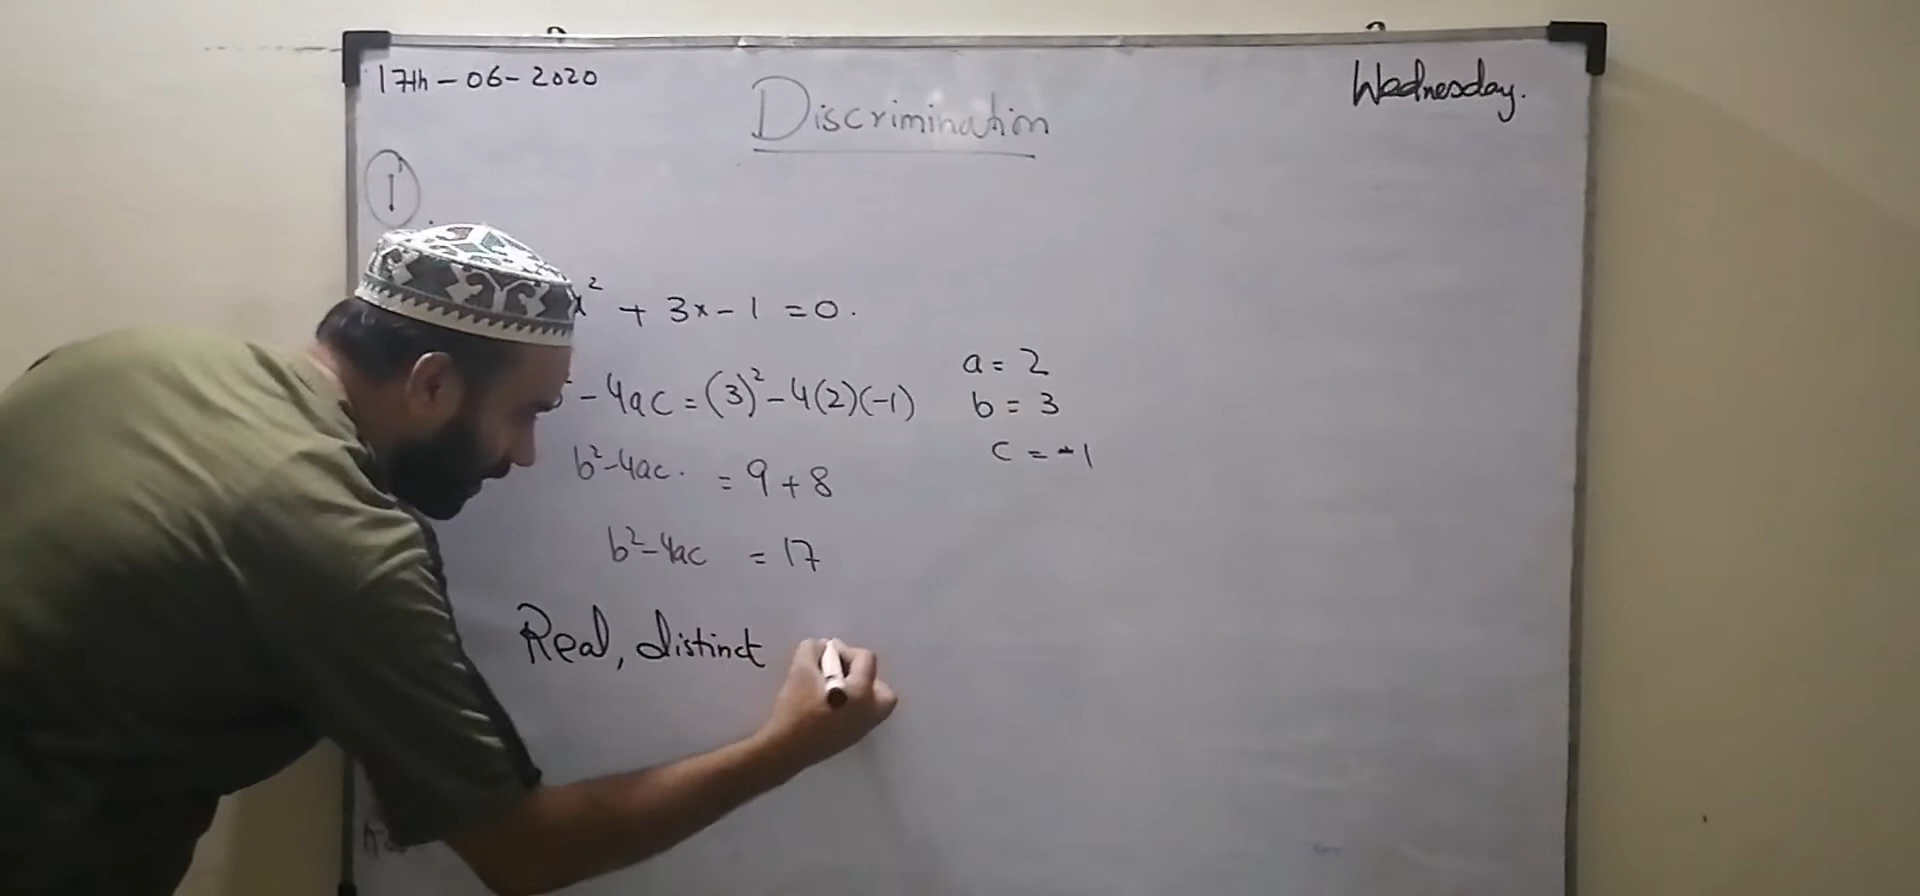 17th - 06 - 2020
Wednesday.
Discrimination
I
x² + 3x - 1 = 0.
- 4ac = (3)² - 4(2)(-1)
a = 2
b = 3
c = -1
b² - 4ac. = 9 + 8
b² - 4ac = 17
Real, distinct